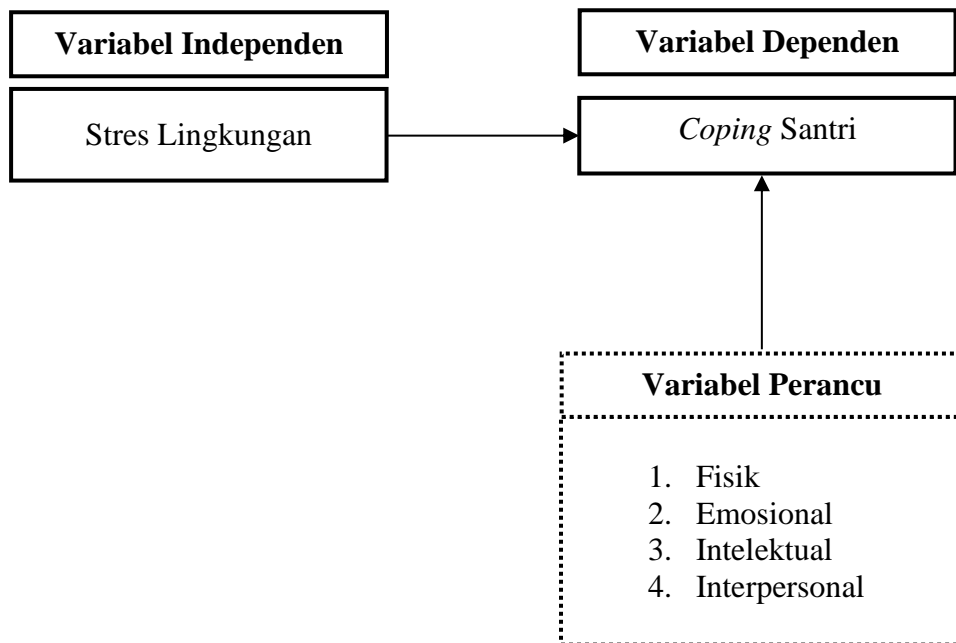 Variabel Independen
Variabel Dependen
Stres Lingkungan
Coping Santri
Variabel Perancu
1. Fisik
2. Emosional
3. Intelektual
4. Interpersonal